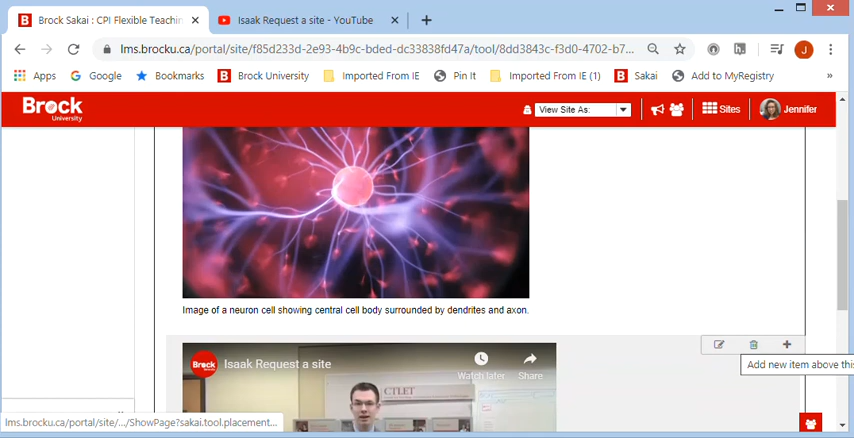 Brock Sakai : CPI Flexible Teachin
Isaak Request a site - YouTube
lms.brocku.ca/portal/site/f85d233d-2e93-4b9c-bded-dc33838fd47a/tool/8dd3843c-f3d0-4702-b7...
Apps
Google
Bookmarks
Brock University
Imported From IE
Pin It
Imported From IE (1)
Sakai
Add to MyRegistry
Brock
University
View Site As:
Sites
Jennifer
Image of a neuron cell showing central cell body surrounded by dendrites and axon.
Brock
Isaak Request a site
Watch later
Share
CTLET
Add new item above this
lms.brocku.ca/portal/site/.../ShowPage?sakai.tool.placement...